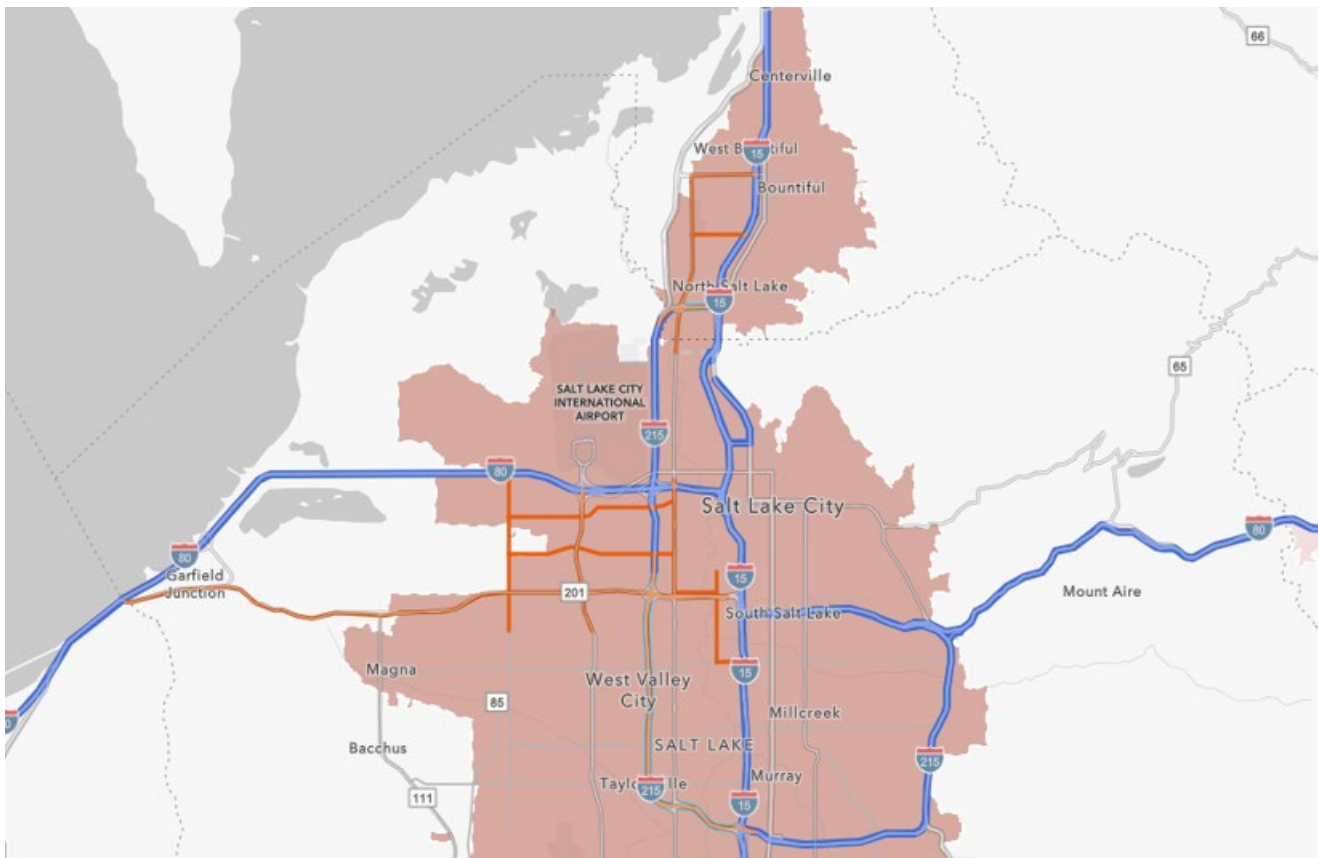 66
Centerville
West B tiful
15
Bountiful
North Salt Lake
15
65
SALT LAKE CITY
INTERNATIONAL
AIRPORT
215
80
Salt Lake City
80
80
Garfield
Junction
15
201
Mount Aire
South Salt Lake
Magna
15
West Valley
City
85
Millcreek
0
Bacchus
SALT LAKE
215
Murray
Taylo lle
215
111
15